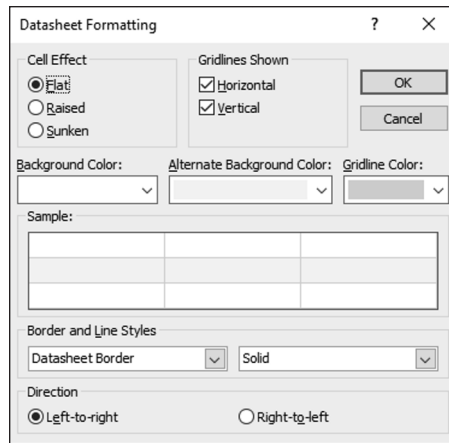 Datasheet Formatting ? ×
Cell Effect
Flat
Raised
Sunken
Gridlines Shown
Horizontal
Vertical
OK
Cancel
Background Color:
Alternate Background Color:
Gridline Color:
Sample:
Border and Line Styles
Datasheet Border
Solid
Direction
Left-to-right
Right-to-left